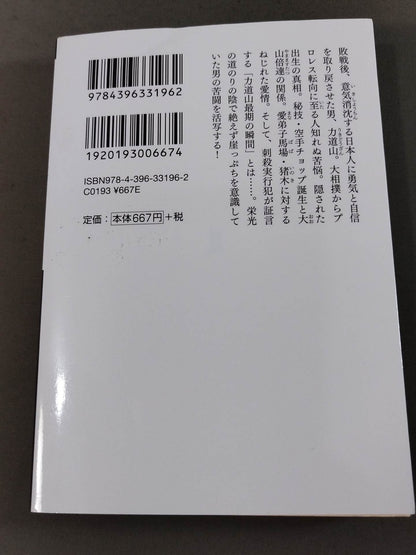 敗戦後、意気消沈する日本人に勇気と自信
を取り戻させた男、力道山。大相撲からプ
ロレス転向に至る人知れぬ苦悩。隠された
出生の真相。秘技・空手チョップ誕生と大
山倍達の関係。愛弟子馬場・猪木に対する
ねじれた愛情。そして、刺殺実行犯が証言
する「力道山最期の瞬間」とは……。栄光
の道のりの陰で絶えず崖っぷちを意識して
いた男の苦闘を活写する！
9784396331962
1920193006674
ISBN978-4-396-33196-2
C0193 ¥667E
定価：本体667円+税